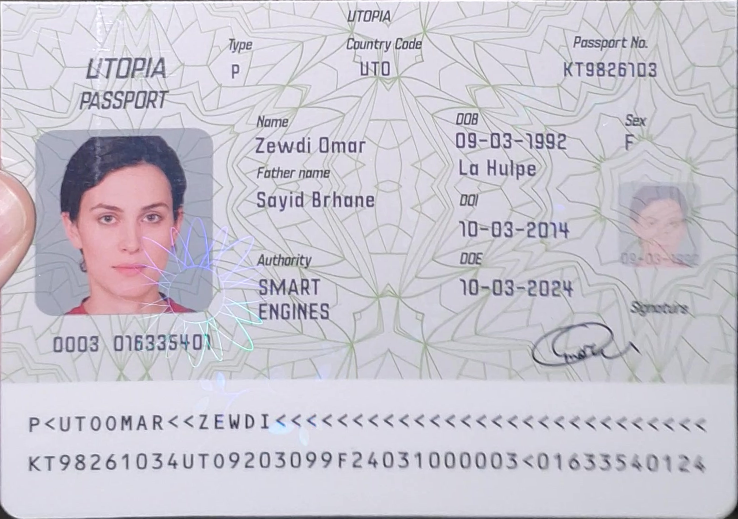 UTOPIA
UTOPIA
PASSPORT
Type
P
Country Code
UTO
Passport No.
KT9826103
Name
Zewdi Omar
Father name
Sayid Brhane
DOB
09-03-1992
La Hulpe
Sex
F
DOI
10-03-2014
Authority
SMART
ENGINES
DOE
10-03-2024
09-03-1992
Signature
0003 016335401
P<UTOOMAR<<ZEWDI<<<<<<<<<<<<<<<<<<<<<<<<<<<<
KT98261034UTO9203099F24031000003<01633540124